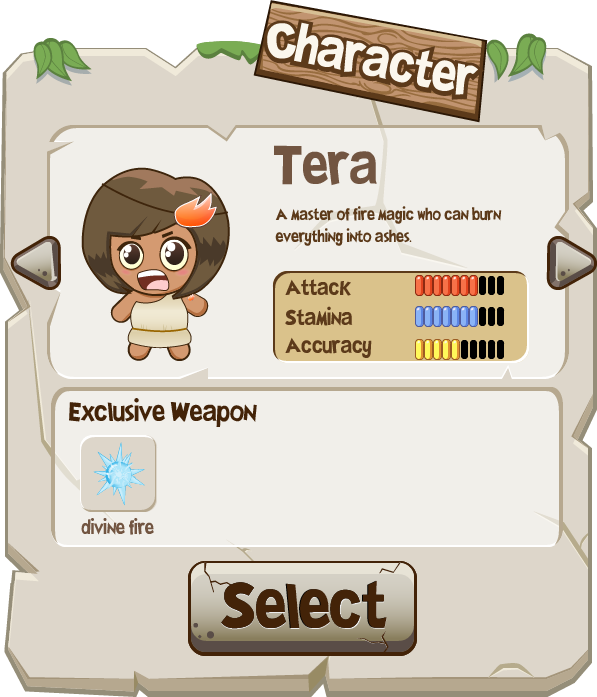 Character
Tera
A master of fire magic who can burn
everything into ashes.
Attack
Stamina
Accuracy
Exclusive Weapon
divine fire
Select